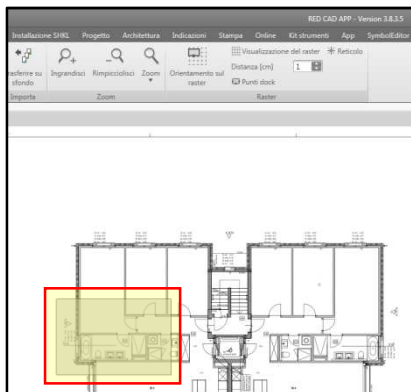 RED CAD APP - Version 3.8.3.5
Installazione SHKL Progetto Architettura Indicazioni Stampa Online Kit strumenti App SymbolEditor
rasferire su sfondo
Ingrandisci Rimpicciolisci Zoom
Orientamento sul raster
Visualizzazione del raster Reticolo
Distanza [cm] 1
Punti dock
Importa Zoom Raster